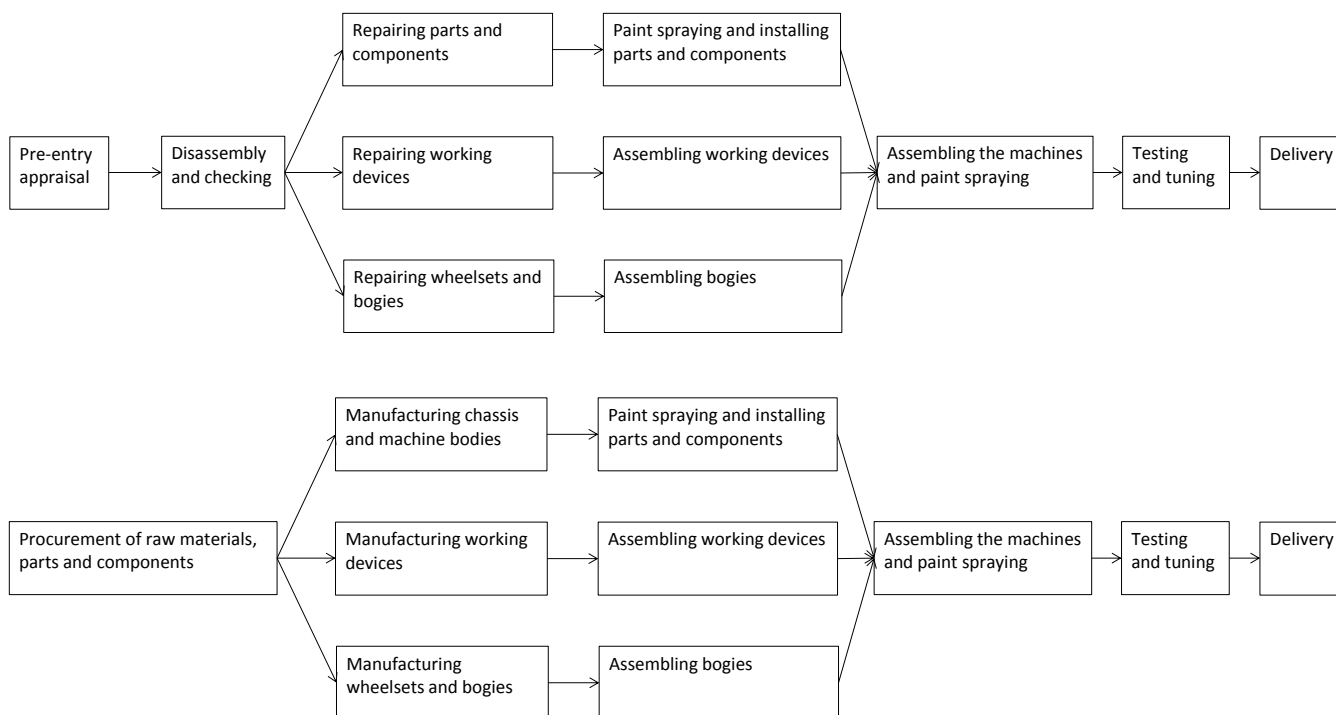 Repairing parts and
components
Paint spraying and installing
parts and components
Pre-entry
appraisal
Disassembly
and checking
Repairing working
devices
Assembling working devices
Assembling the machines
and paint spraying
Testing
and tuning
Delivery
Repairing wheelsets and
bogies
Assembling bogies
Manufacturing chassis
and machine bodies
Paint spraying and installing
parts and components
Procurement of raw materials,
parts and components
Manufacturing working
devices
Assembling working devices
Assembling the machines
and paint spraying
Testing
and tuning
Delivery
Manufacturing
wheelsets and bogies
Assembling bogies